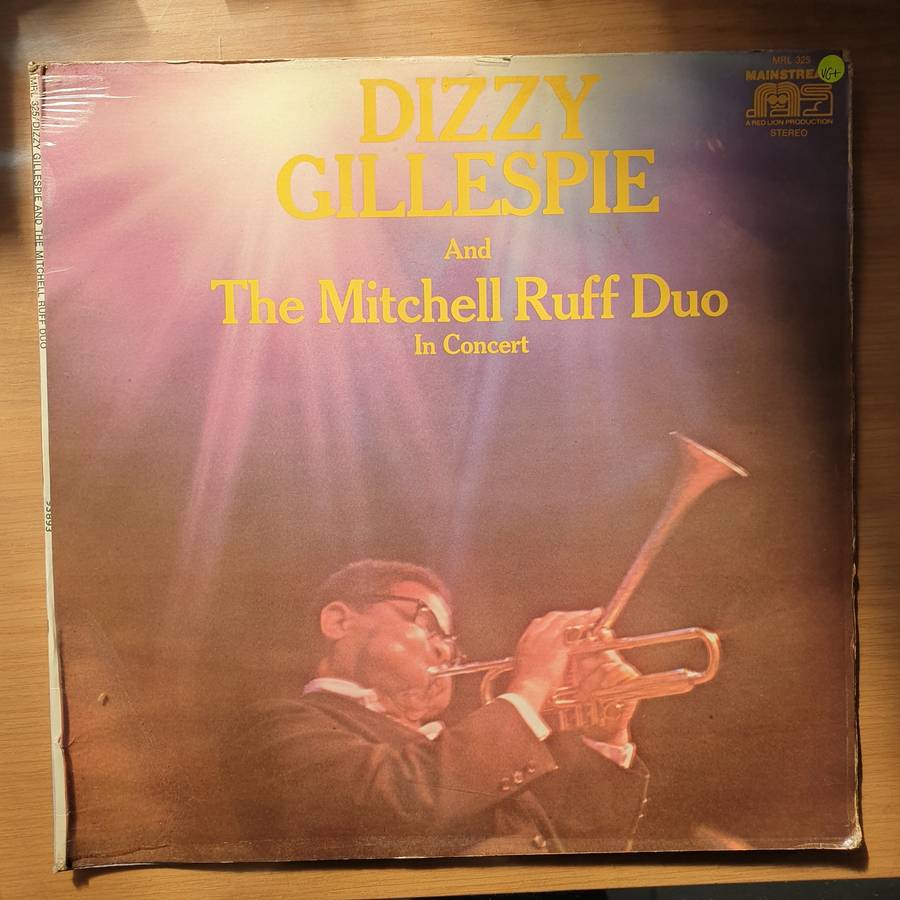 DIZZY
GILLESPIE
And
The Mitchell Ruff Duo
In Concert
MRL 325
MAINSTREA
VG+
A RED LION PRODUCTION
STEREO
MRL 325/DIZZY GILLESPIE AND THE MITCHELL RUFF DUO